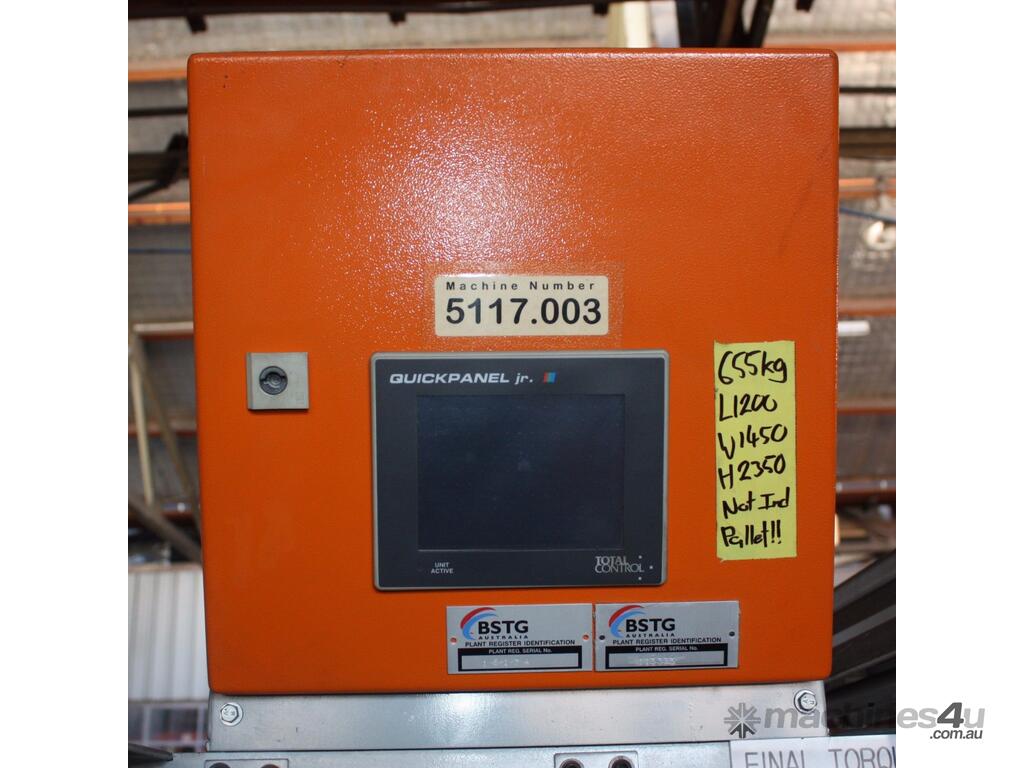 Machine Number
5117.003
QUICKPANEL jr.
655kg
L1200
W1450
H2350
Not Incl
Pallet!!
UNIT
ACTIVE
TOTAL
CONTROL
BSTG
AUSTRALIA
PLANT REGISTER IDENTIFICATION
PLANT REG. SERIAL No.
BSTG
AUSTRALIA
PLANT REGISTER IDENTIFICATION
PLANT REG. SERIAL No.
machines4u
.com.au
FINAL TORQU